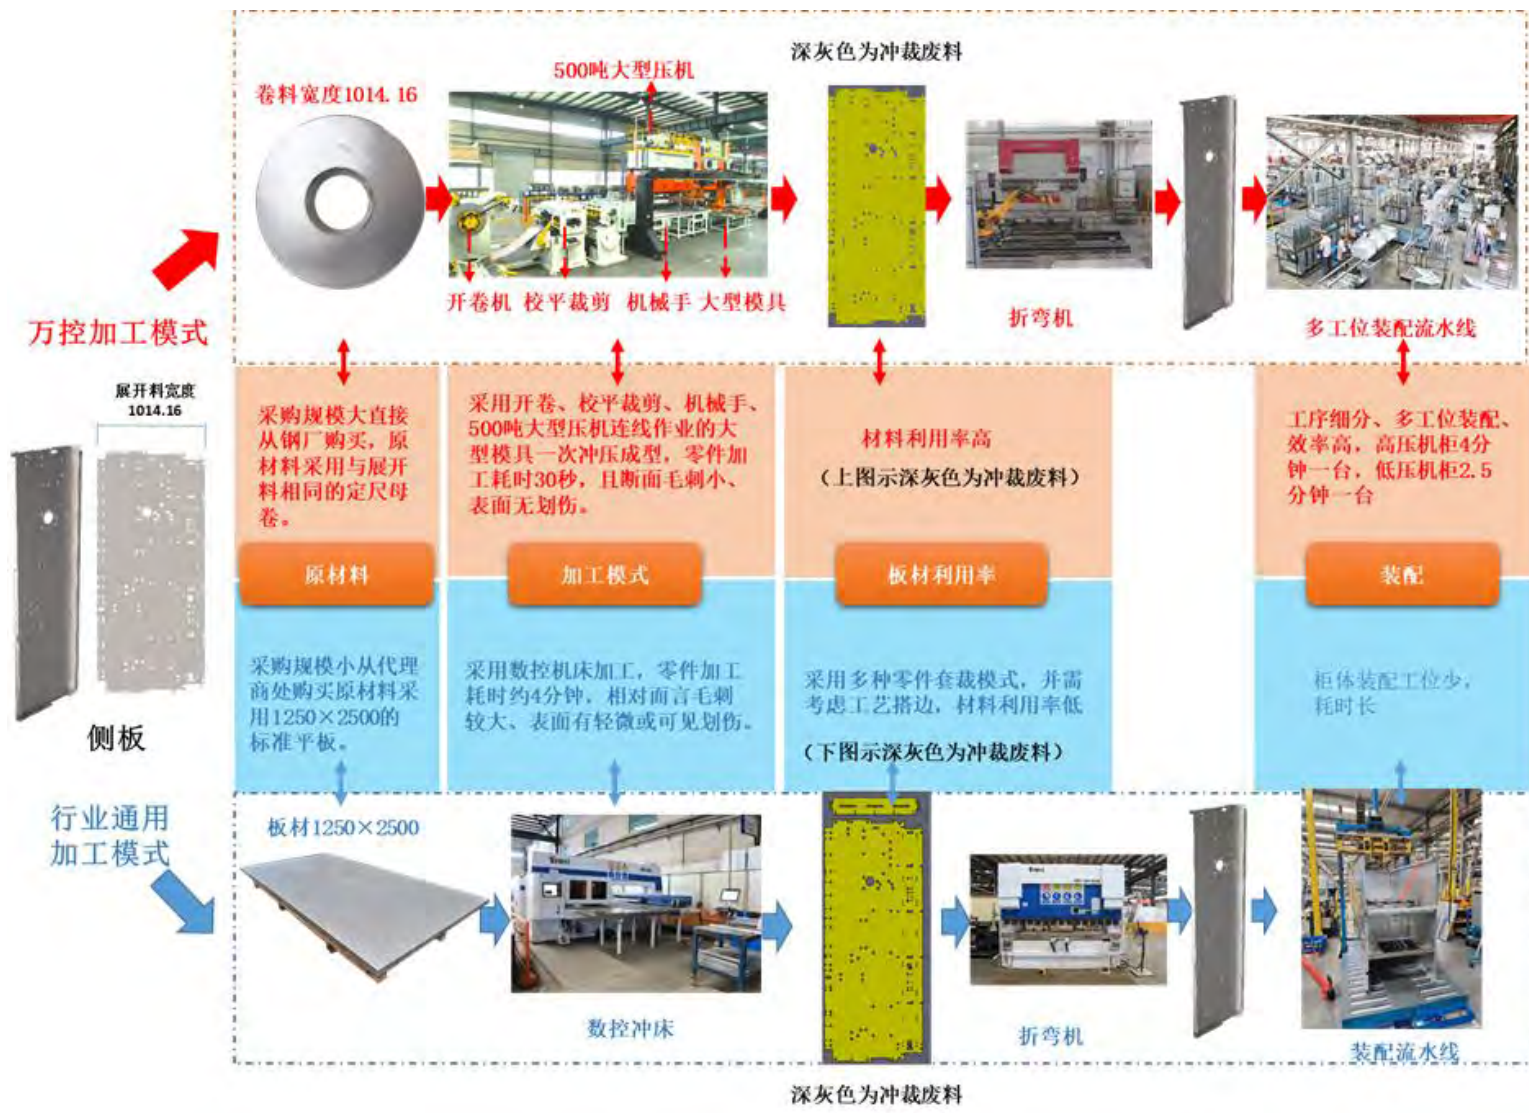 深灰色为冲裁废料
500吨大型压机
卷料宽度1014.16
开卷机 校平裁剪 机械手 大型模具
折弯机
多工位装配流水线
万控加工模式
展开料宽度
1014.16
侧板
采购规模大直接
从钢厂购买，原
材料采用与展开
料相同的定尺母
卷。
采用开卷、校平裁剪、机械手、
500吨大型压机连线作业的大
型模具一次冲压成型，零件加
工耗时30秒，且断面毛刺小、
表面无划伤。
材料利用率高
（上图示深灰色为冲裁废料）
工序细分、多工位装配、
效率高，高压机柜4分
钟一台，低压机柜2.5
分钟一台
原材料
加工模式
板材利用率
装配
采购规模小从代理
商处购买原材料采
用1250×2500的
标准平板。
采用数控机床加工，零件加工
耗时约4分钟，相对而言毛刺
较大、表面有轻微或可见划伤。
采用多种零件套裁模式，并需
考虑工艺搭边，材料利用率低
（下图示深灰色为冲裁废料）
柜体装配工位少，
耗时长
行业通用
加工模式
板材1250×2500
数控冲床
折弯机
装配流水线
深灰色为冲裁废料